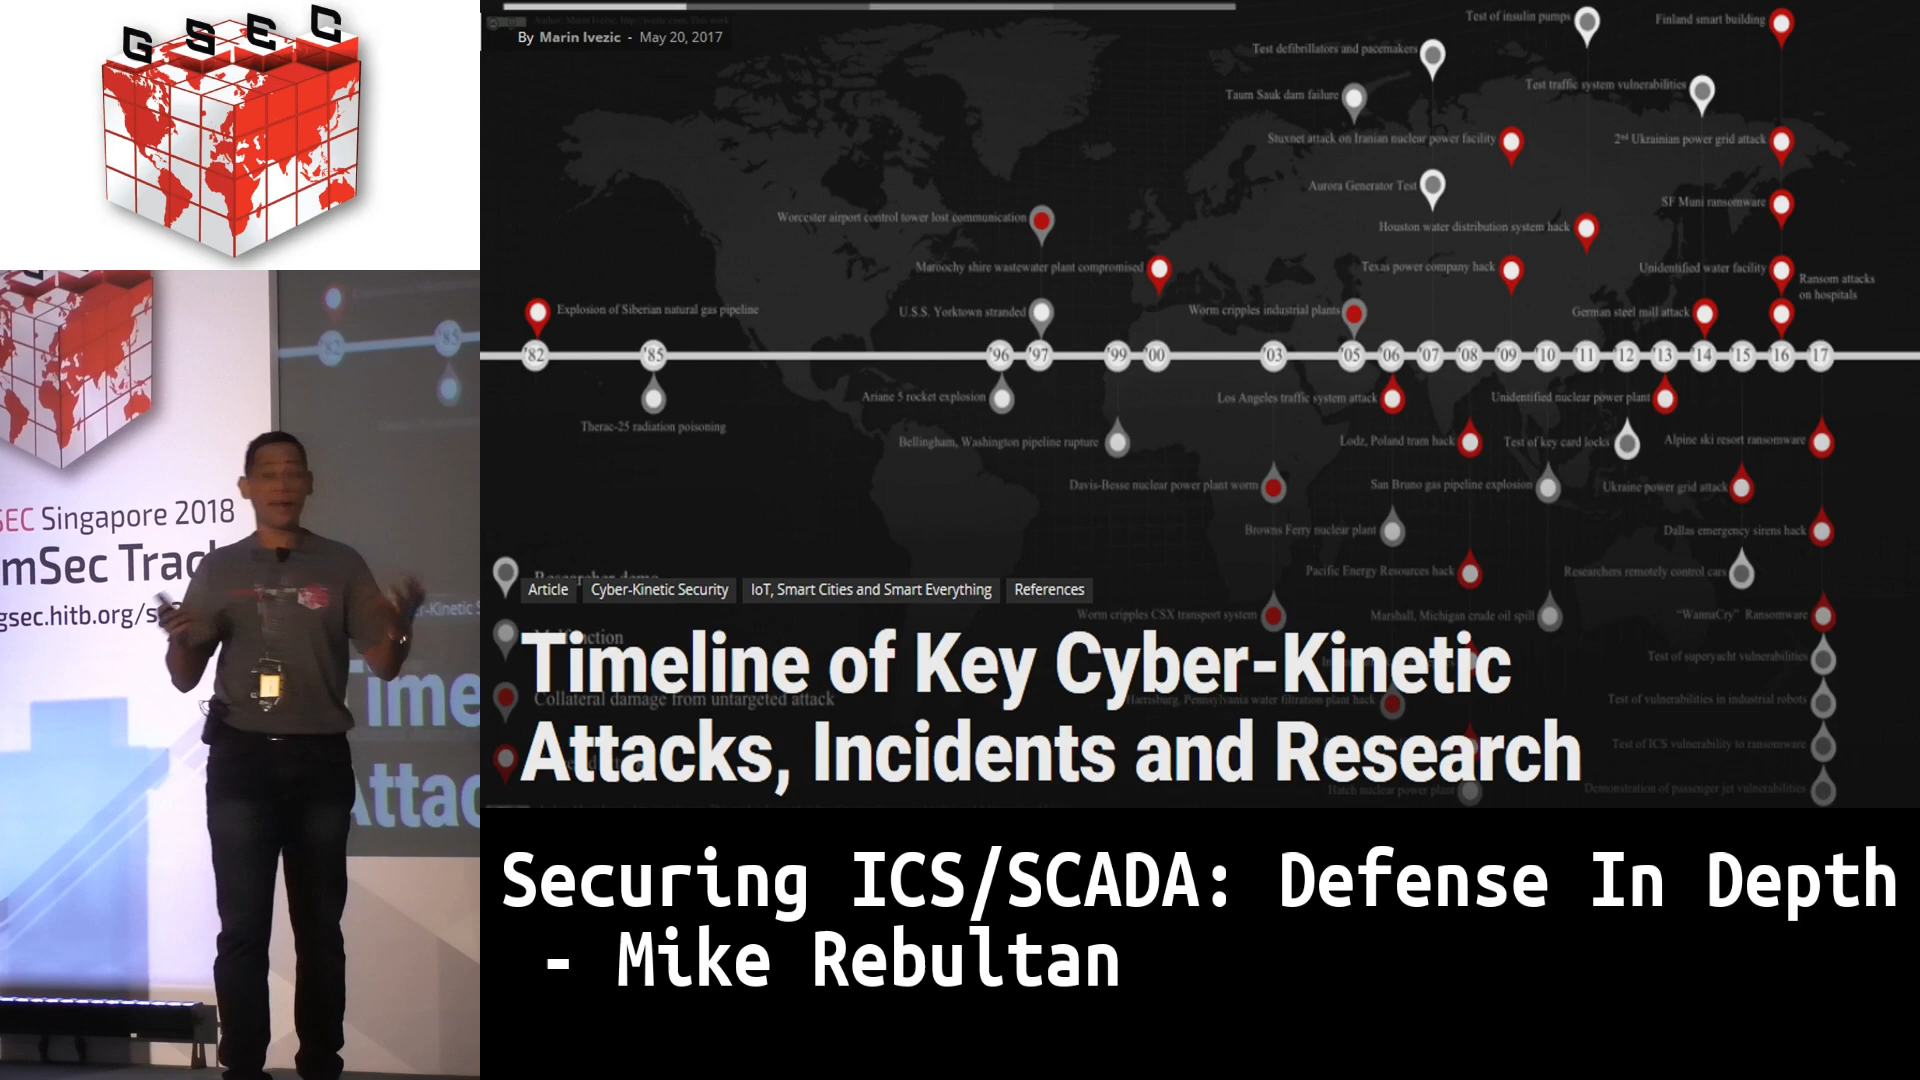 GSEC
SEC Singapore 2018
mSec Trac
gsec.hitb.org/s
'82
'85
Time
Attac
By Marin Ivezic - May 20, 2017
Test of insulin pumps
Finland smart building
Test defibrillators and pacemakers
Test traffic system vulnerabilities
Taum Sauk dam failure
Stuxnet attack on Iranian nuclear power facility
2nd Ukrainian power grid attack
Aurora Generator Test
SF Muni ransomware
Worcester airport control tower lost communication
Houston water distribution system hack
Maroochy shire wastewater plant compromised
Texas power company hack
Unidentified water facility
Ransom attacks
on hospitals
Explosion of Siberian natural gas pipeline
U.S.S. Yorktown stranded
Worm cripples industrial plants
German steel mill attack
'82 '85 '96 '97 '99 '00 '03 '05 '06 '07 '08 '09 '10 '11 '12 '13 '14 '15 '16 '17
Ariane 5 rocket explosion
Los Angeles traffic system attack
Unidentified nuclear power plant
Therac-25 radiation poisoning
Bellingham, Washington pipeline rupture
Lodz, Poland tram hack
Test of key card locks
Alpine ski resort ransomware
Davis-Besse nuclear power plant worm
San Bruno gas pipeline explosion
Ukraine power grid attack
Browns Ferry nuclear plant
Dallas emergency sirens hack
Pacific Energy Resources hack
Researchers remotely control cars
Article Cyber-Kinetic Security IoT, Smart Cities and Smart Everything References
Worm cripples CSX transport system
Marshall, Michigan crude oil spill
"WannaCry" Ransomware
Timeline of Key Cyber-Kinetic
Attacks, Incidents and Research
Test of superyacht vulnerabilities
Collateral damage from untargeted attack
Harrisburg, Pennsylvania water filtration plant hack
Test of vulnerabilities in industrial robots
Test of ICS vulnerability to ransomware
Hatch nuclear power plant
Demonstration of passenger jet vulnerabilities
Securing ICS/SCADA: Defense In Depth
- Mike Rebultan